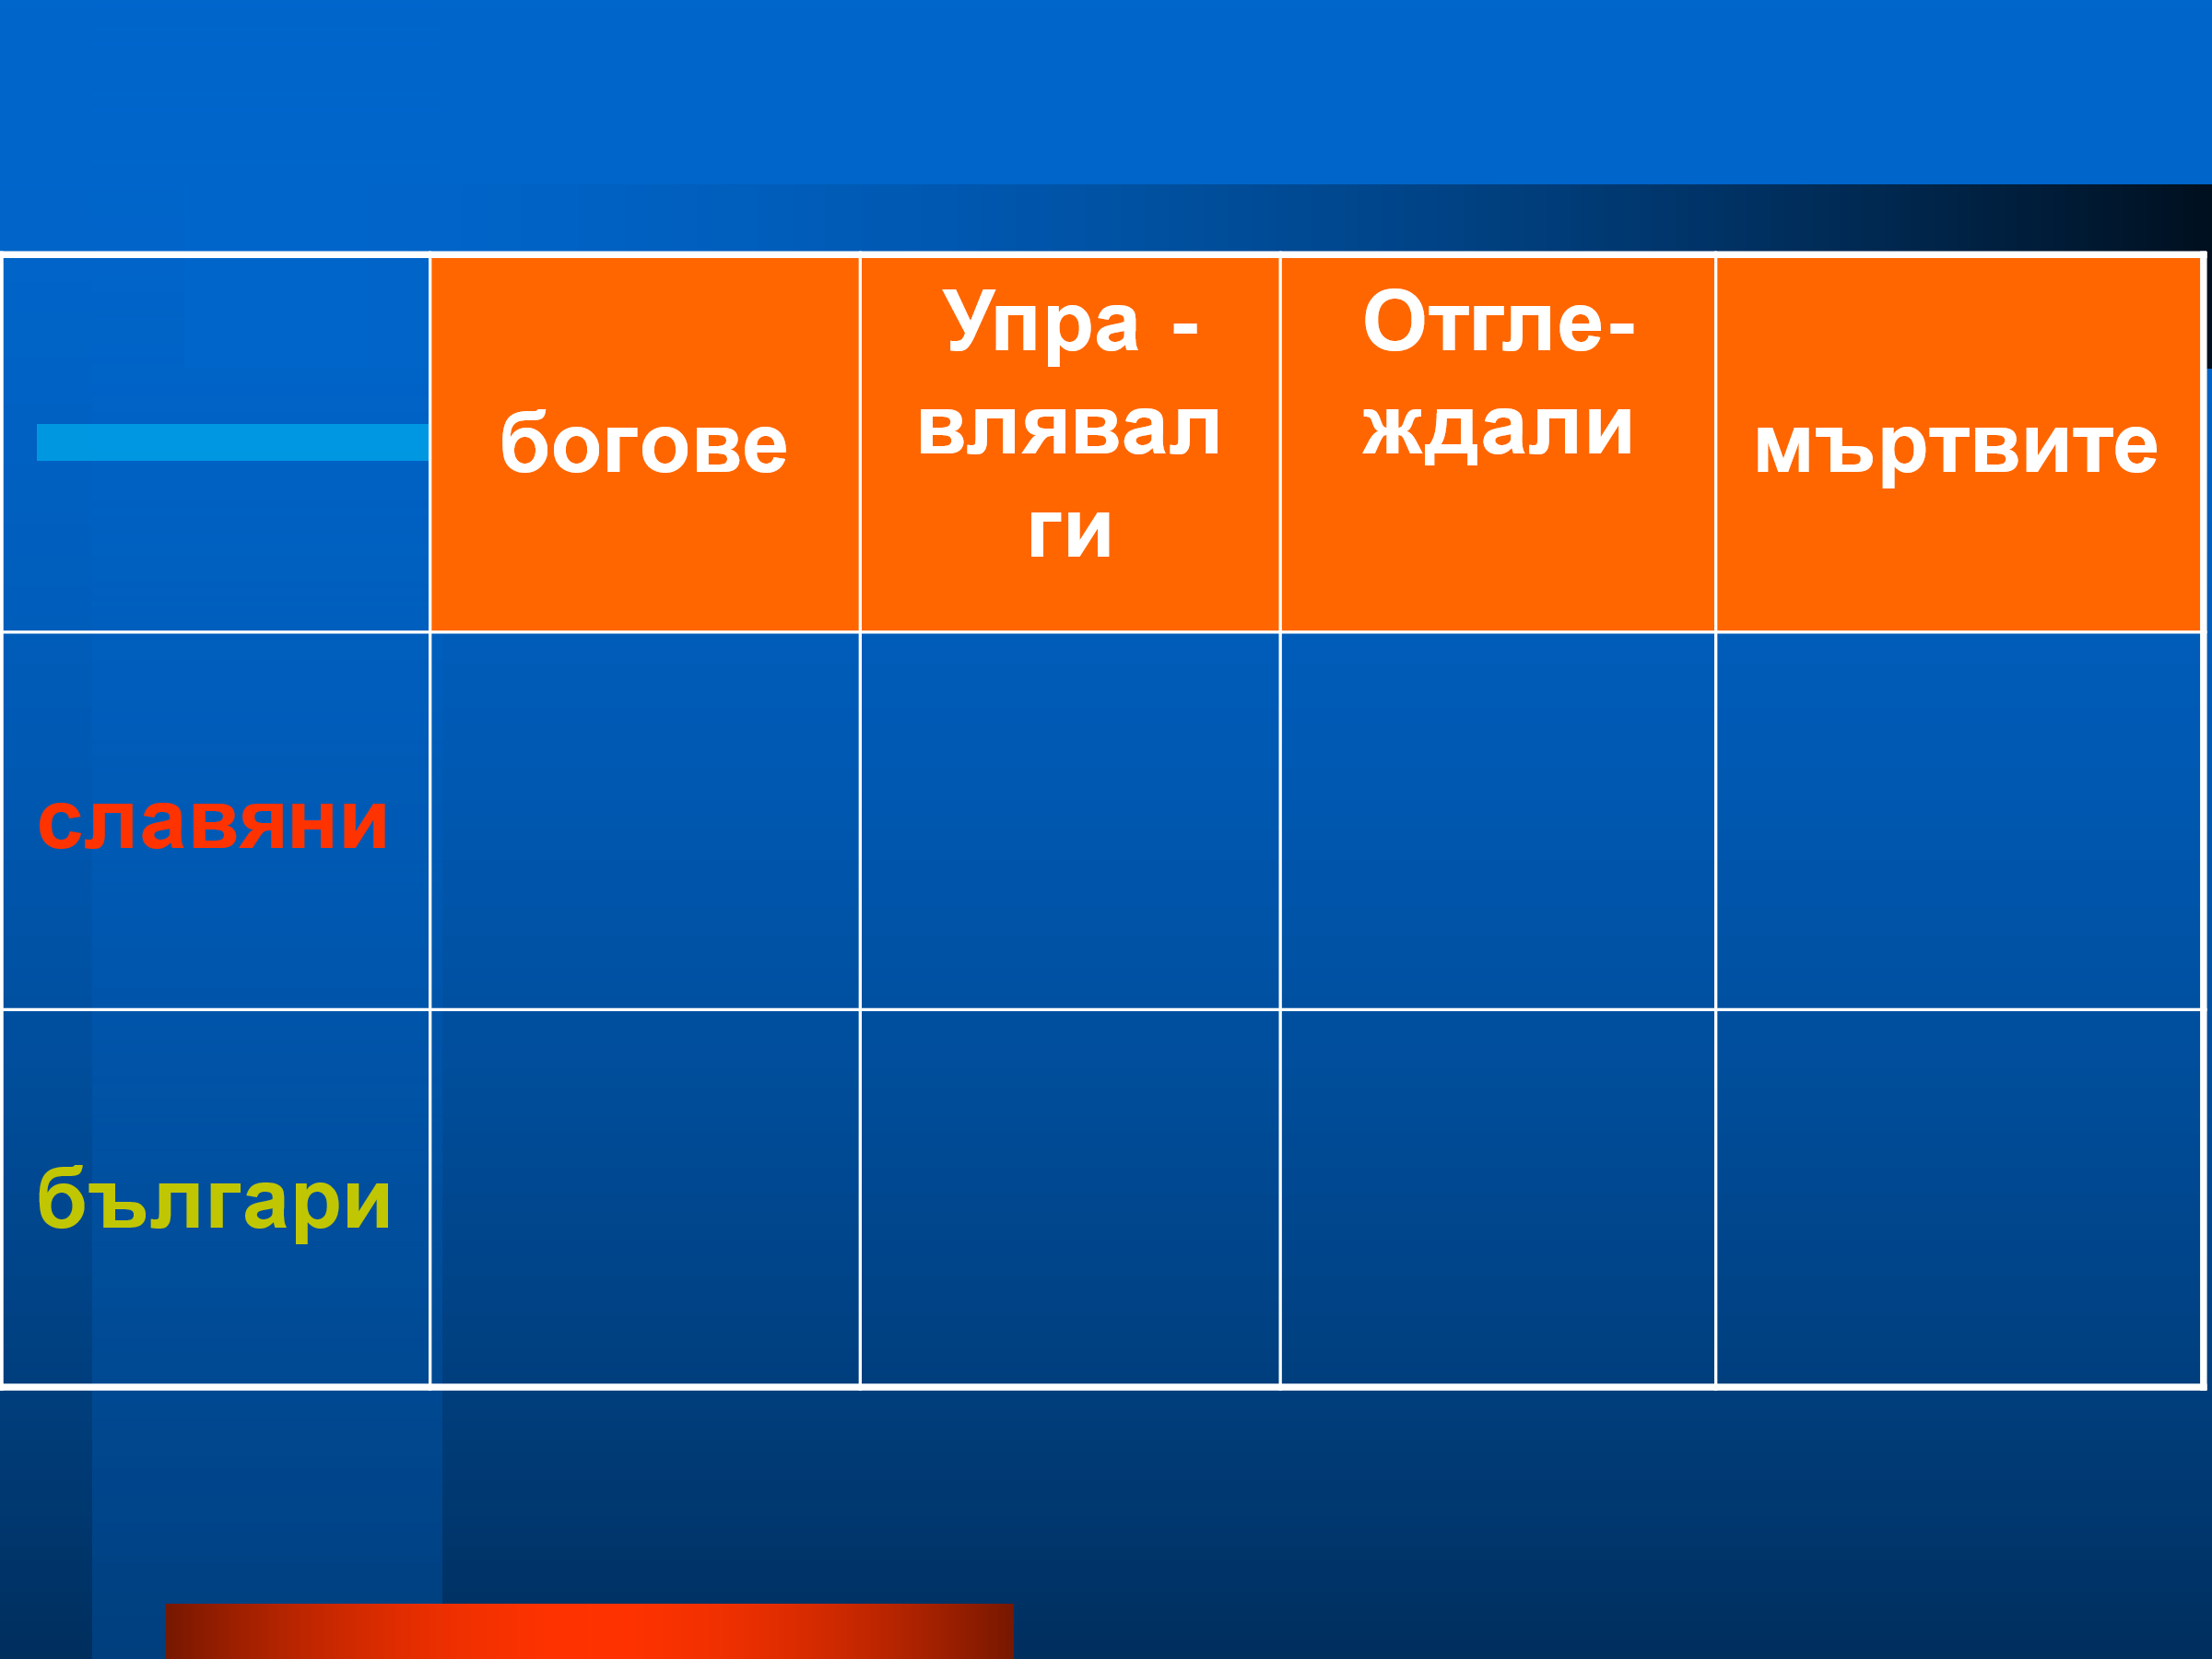 богове
Упра -
влявал
ги
Отгле-
ждали
мъртвите
славяни
българи